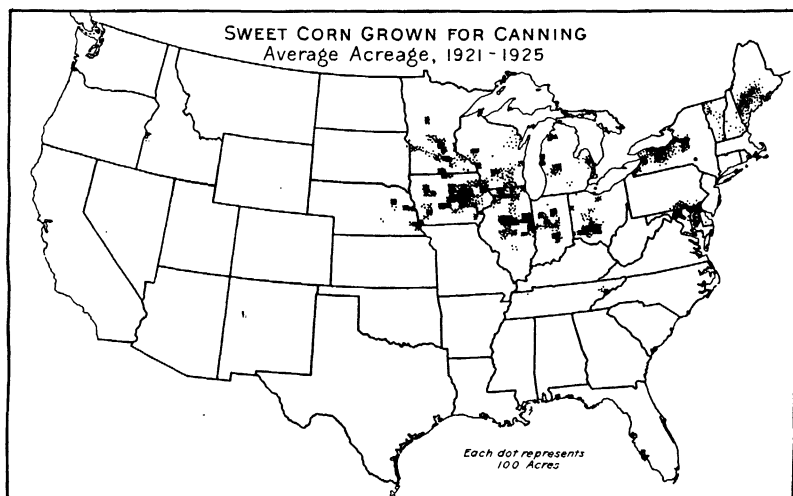 SWEET CORN GROWN FOR CANNING
Average Acreage, 1921-1925
Each dot represents
100 Acres